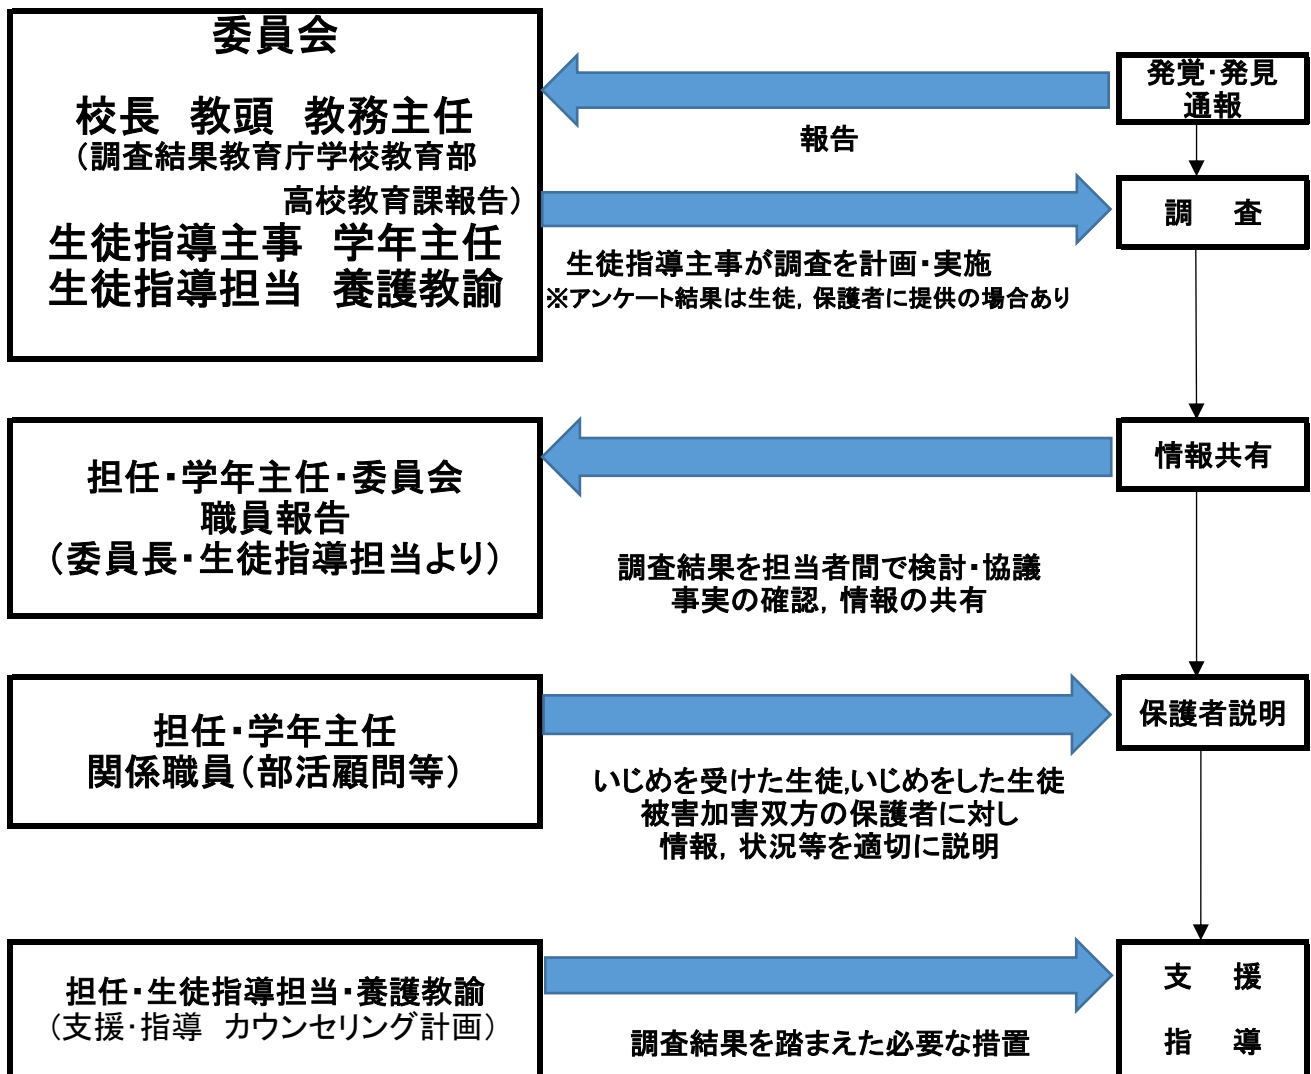 委員会
校長　教頭　教務主任
（調査結果教育庁学校教育部
高校教育課報告）
生徒指導主事　学年主任
生徒指導担当　養護教諭
発覚・発見
通報
報告
調　査
生徒指導主事が調査を計画・実施
※アンケート結果は生徒，保護者に提供の場合あり
担任・学年主任・委員会
職員報告
（委員長・生徒指導担当より）
情報共有
調査結果を担当者間で検討・協議
事実の確認，情報の共有
担任・学年主任
関係職員（部活顧問等）
保護者説明
いじめを受けた生徒,いじめをした生徒
被害加害双方の保護者に対し
情報，状況等を適切に説明
担任・生徒指導担当・養護教諭
（支援・指導　カウンセリング計画）
支　援
指　導
調査結果を踏まえた必要な措置